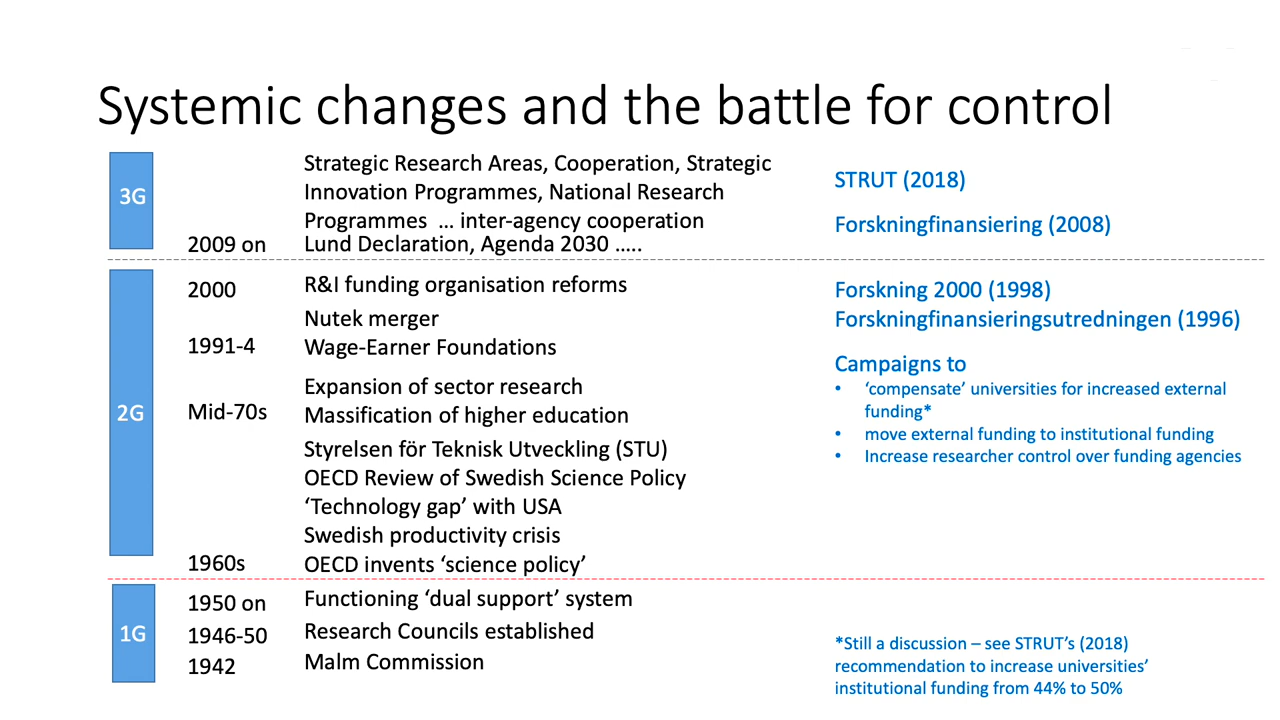 Systemic changes and the battle for control
3G
2009 on
Strategic Research Areas, Cooperation, Strategic
Innovation Programmes, National Research
Programmes ... inter-agency cooperation
Lund Declaration, Agenda 2030 .....
STRUT (2018)
Forskningfinansiering (2008)
2G
2000
R&I funding organisation reforms
Nutek merger
1991-4
Wage-Earner Foundations
Expansion of sector research
Mid-70s
Massification of higher education
Styrelsen för Teknisk Utveckling (STU)
OECD Review of Swedish Science Policy
‘Technology gap’ with USA
Swedish productivity crisis
1960s
OECD invents ‘science policy’
Forskning 2000 (1998)
Forskningfinansieringsutredningen (1996)
Campaigns to
• ‘compensate’ universities for increased external
funding*
• move external funding to institutional funding
• Increase researcher control over funding agencies
1G
1950 on
Functioning ‘dual support’ system
1946-50
Research Councils established
1942
Malm Commission
*Still a discussion – see STRUT’s (2018)
recommendation to increase universities’
institutional funding from 44% to 50%